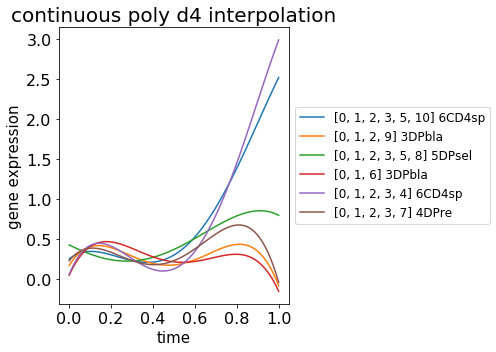 continuous poly d4 interpolation
gene expression
3.0
2.5
2.0
1.5
1.0
0.5
0.0
0.0 0.2 0.4 0.6 0.8 1.0
time
[0, 1, 2, 3, 5, 10] 6CD4sp
[0, 1, 2, 9] 3DPbla
[0, 1, 2, 3, 5, 8] 5DPsel
[0, 1, 6] 3DPbla
[0, 1, 2, 3, 4] 6CD4sp
[0, 1, 2, 3, 7] 4DPre